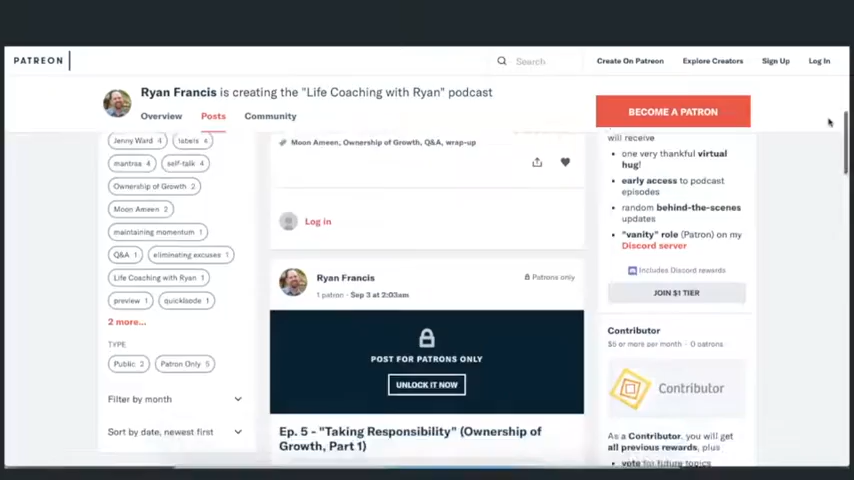 PATREON
Search
Create On Patreon
Explore Creators
Sign Up
Log In
Ryan Francis is creating the "Life Coaching with Ryan" podcast
Overview
Posts
Community
BECOME A PATRON
Jenny Ward 4
labels 4
mantras 4
self-talk 4
Ownership of Growth 2
Moon Ameen 2
maintaining momentum 1
Q&A 1
eliminating excuses 1
Life Coaching with Ryan 1
preview 1
quicklaode 1
2 more...
TYPE
Public 2
Patron Only 5
Filter by month
Sort by date, newest first
Moon Ameen, Ownership of Growth, Q&A, wrap-up
Log in
Ryan Francis
Patrons only
1 patron · Sep 3 at 2:03am
POST FOR PATRONS ONLY
UNLOCK IT NOW
Ep. 5 - "Taking Responsibility" (Ownership of
Growth, Part 1)
will receive
one very thankful virtual
hug!
early access to podcast
episodes
random behind-the-scenes
updates
"vanity" role (Patron) on my
Discord server
Includes Discord rewards
JOIN $1 TIER
Contributor
$5 or more per month · 0 patrons
Contributor
As a Contributor, you will get
all previous rewards, plus
vote for future topics